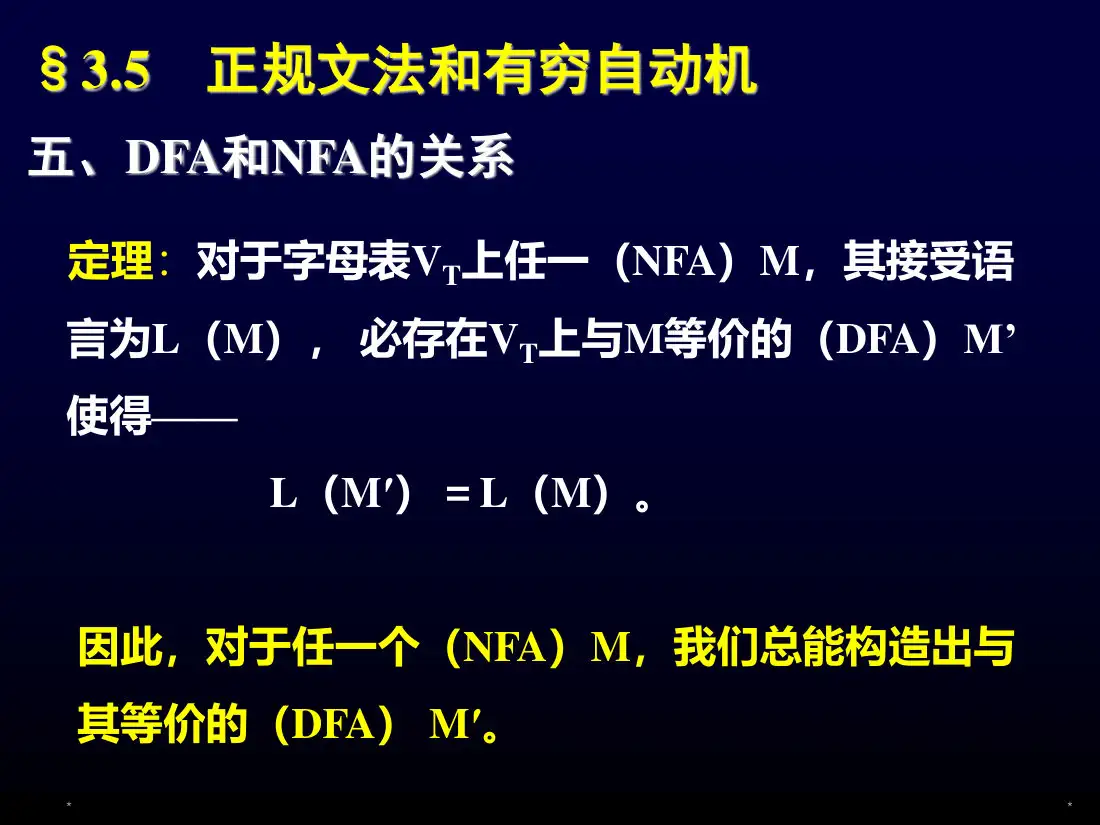 §3.5 正规文法和有穷自动机
五、DFA和NFA的关系
定理：对于字母表VT上任一（NFA）M，其接受语
言为L（M）， 必存在VT上与M等价的（DFA）M’
使得——
L（M′）＝L（M）。
因此，对于任一个（NFA）M，我们总能构造出与
其等价的（DFA） M′。
* *